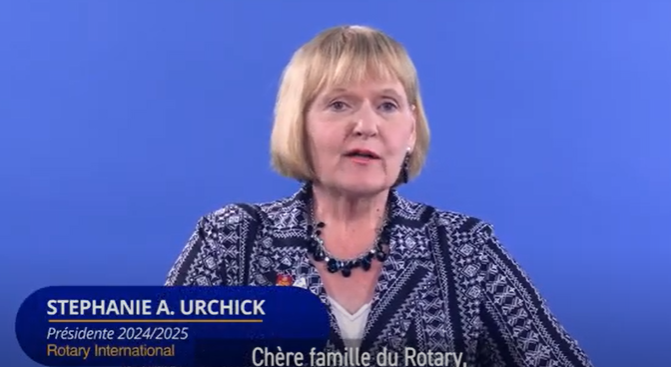 STEPHANIE A. URCHICK
Présidente 2024/2025
Rotary International
Chère famille du Rotary,